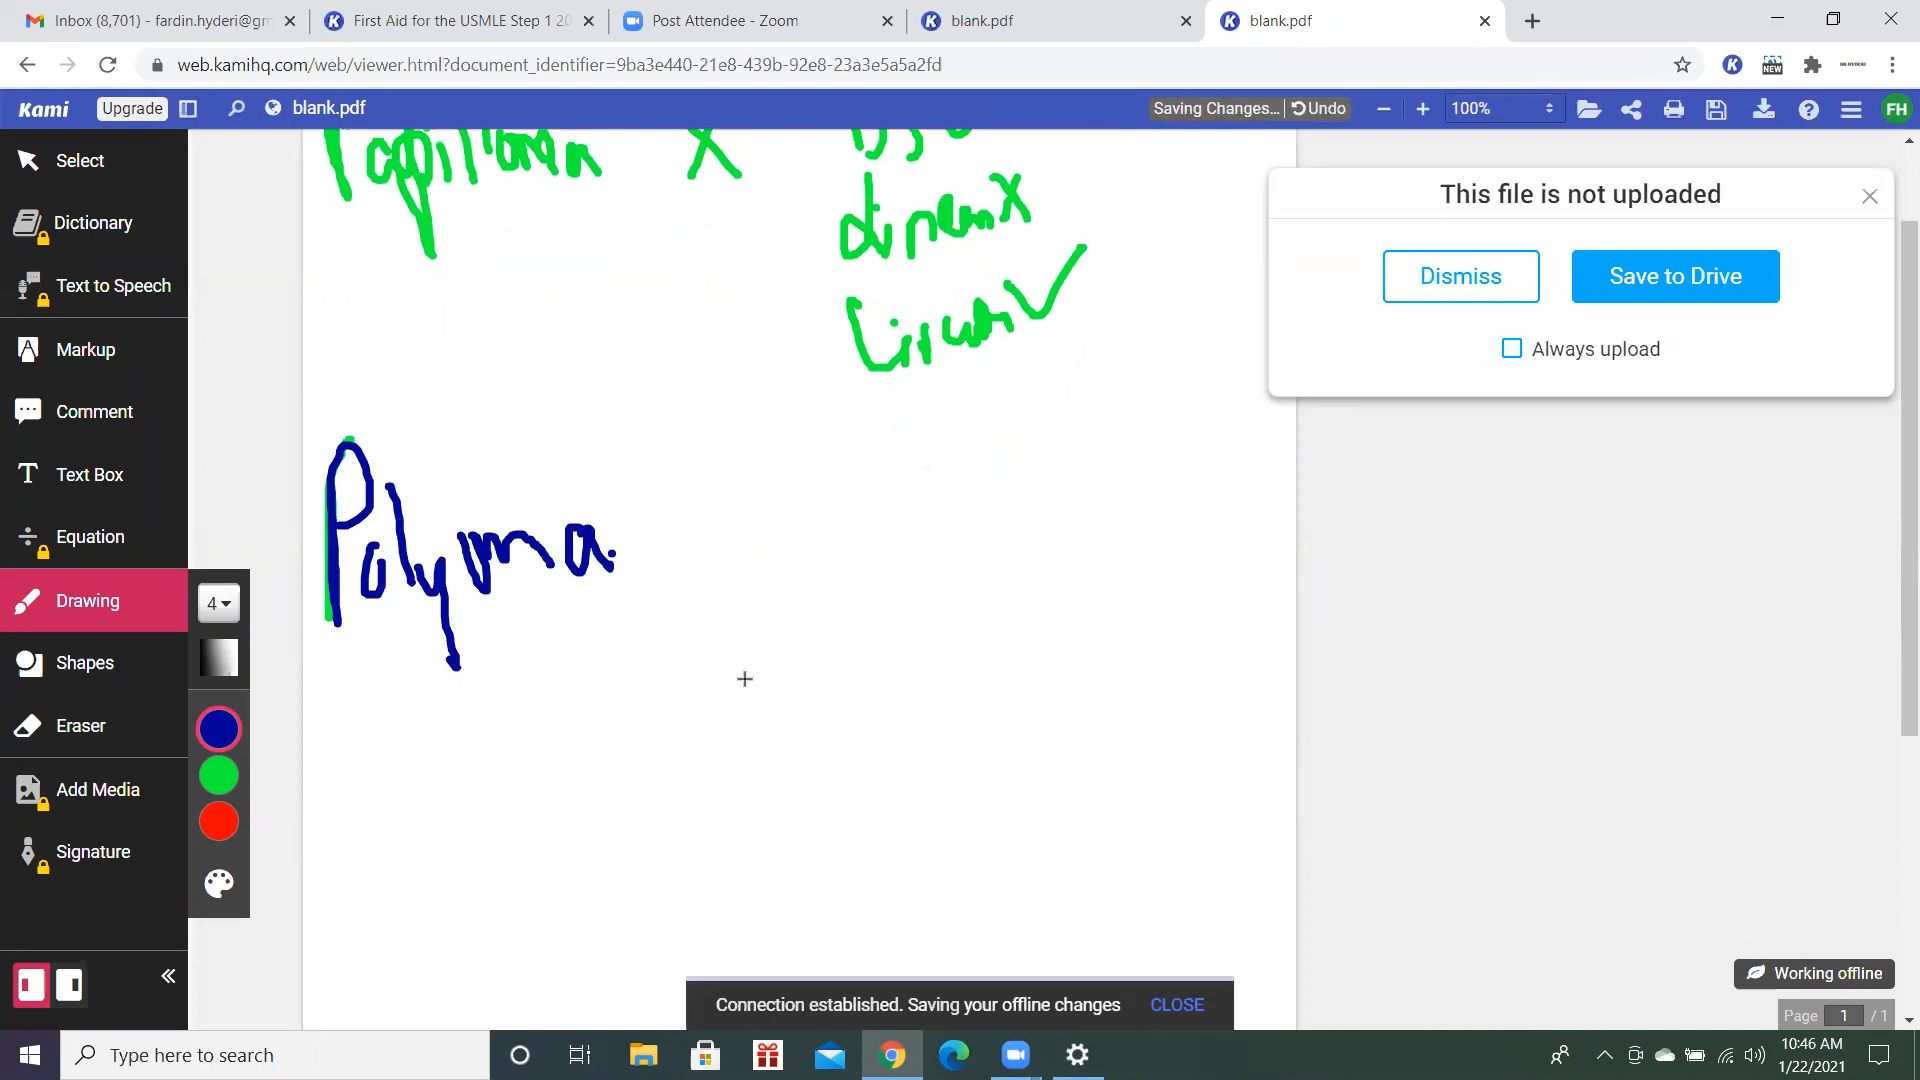 Inbox (8,701) - fardin.hyderi@gm
First Aid for the USMLE Step 1 20
Post Attendee - Zoom
blank.pdf
blank.pdf
web.kamihq.com/web/viewer.html?document_identifier=9ba3e440-21e8-439b-92e8-23a3e5a5a2fd
NEW
Kami
Upgrade
blank.pdf
Saving Changes...
Undo
100%
FH
Select
Dictionary
Text to Speech
Markup
Comment
Text Box
Equation
Drawing
4
Shapes
Eraser
Add Media
Signature
X
Polyma
This file is not uploaded
Dismiss
Save to Drive
Always upload
Working offline
Connection established. Saving your offline changes
CLOSE
Page 1 / 1
Type here to search
10:46 AM
1/22/2021